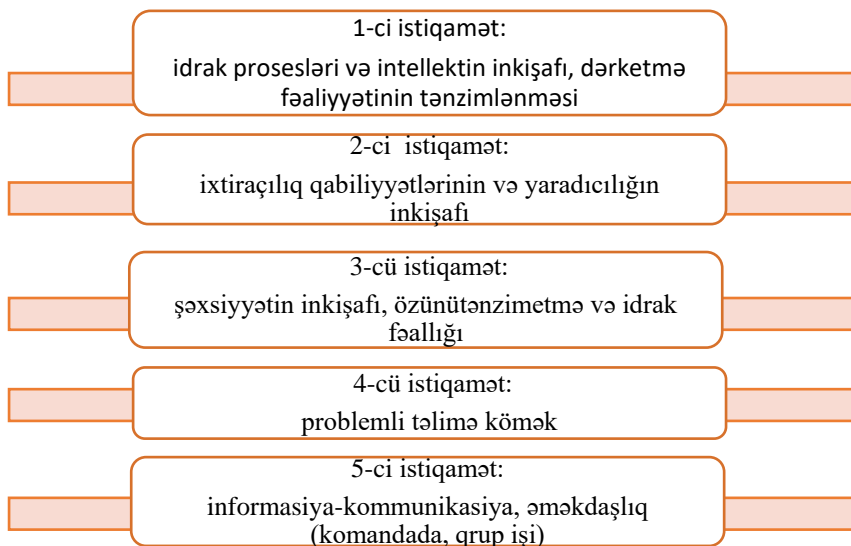 1-ci istiqamət:
idrak prosesləri və intellektin inkişafı, dərketmə
fəaliyyətinin tənzimlənməsi
2-ci istiqamət:
ixtiraçılıq qabiliyyətlərinin və yaradıcılığın
inkişafı
3-cü istiqamət:
şəxsiyyətin inkişafı, özünütənzimetmə və idrak
fəallığı
4-cü istiqamət:
problemli təlimə kömək
5-ci istiqamət:
informasiya-kommunikasiya, əməkdaşlıq
(komandada, qrup işi)